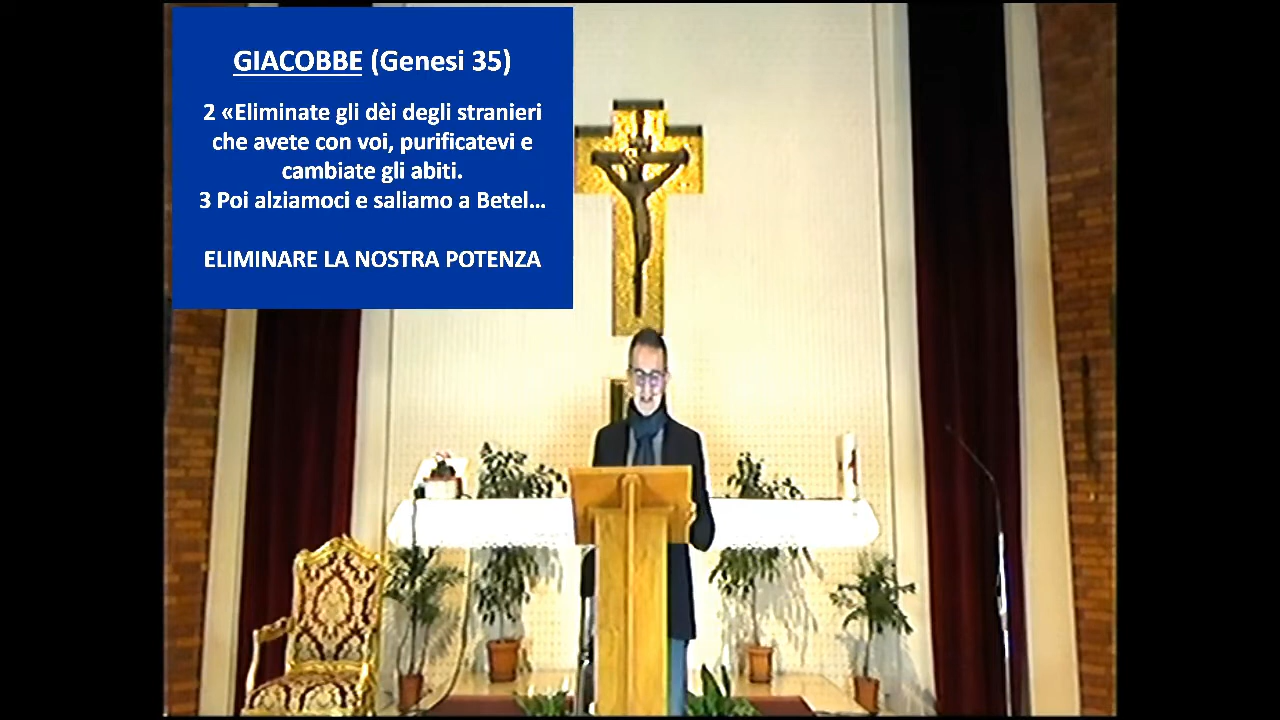 GIACOBBE (Genesi 35)
2 «Eliminate gli dèi degli stranieri
che avete con voi, purificatevi e
cambiate gli abiti.
3 Poi alziamoci e saliamo a Betel...
ELIMINARE LA NOSTRA POTENZA